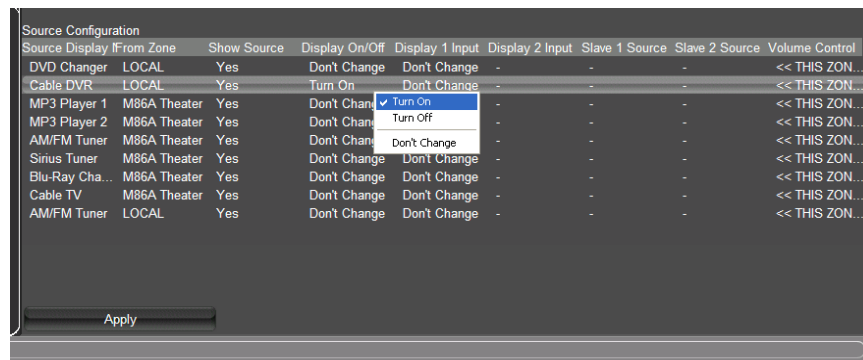 Source Configuration
Source Display N From Zone Show Source Display On/Off Display 1 Input Display 2 Input Slave 1 Source Slave 2 Source Volume Control
DVD Changer LOCAL Yes Don't Change Don't Change - - - << THIS ZON...
Cable DVR LOCAL Yes Turn On Don't Change - - - << THIS ZON...
MP3 Player 1 M86A Theater Yes Don't Chang ✓ Turn On - - - << THIS ZON...
MP3 Player 2 M86A Theater Yes Don't Chang Turn Off - - - << THIS ZON...
AM/FM Tuner M86A Theater Yes Don't Chang Don't Change - - - << THIS ZON...
Sirius Tuner M86A Theater Yes Don't Change Don't Change - - - << THIS ZON...
Blu-Ray Cha... M86A Theater Yes Don't Change Don't Change - - - << THIS ZON...
Cable TV M86A Theater Yes Don't Change Don't Change - - - << THIS ZON...
AM/FM Tuner LOCAL Yes Don't Change Don't Change - - - << THIS ZON...
Apply